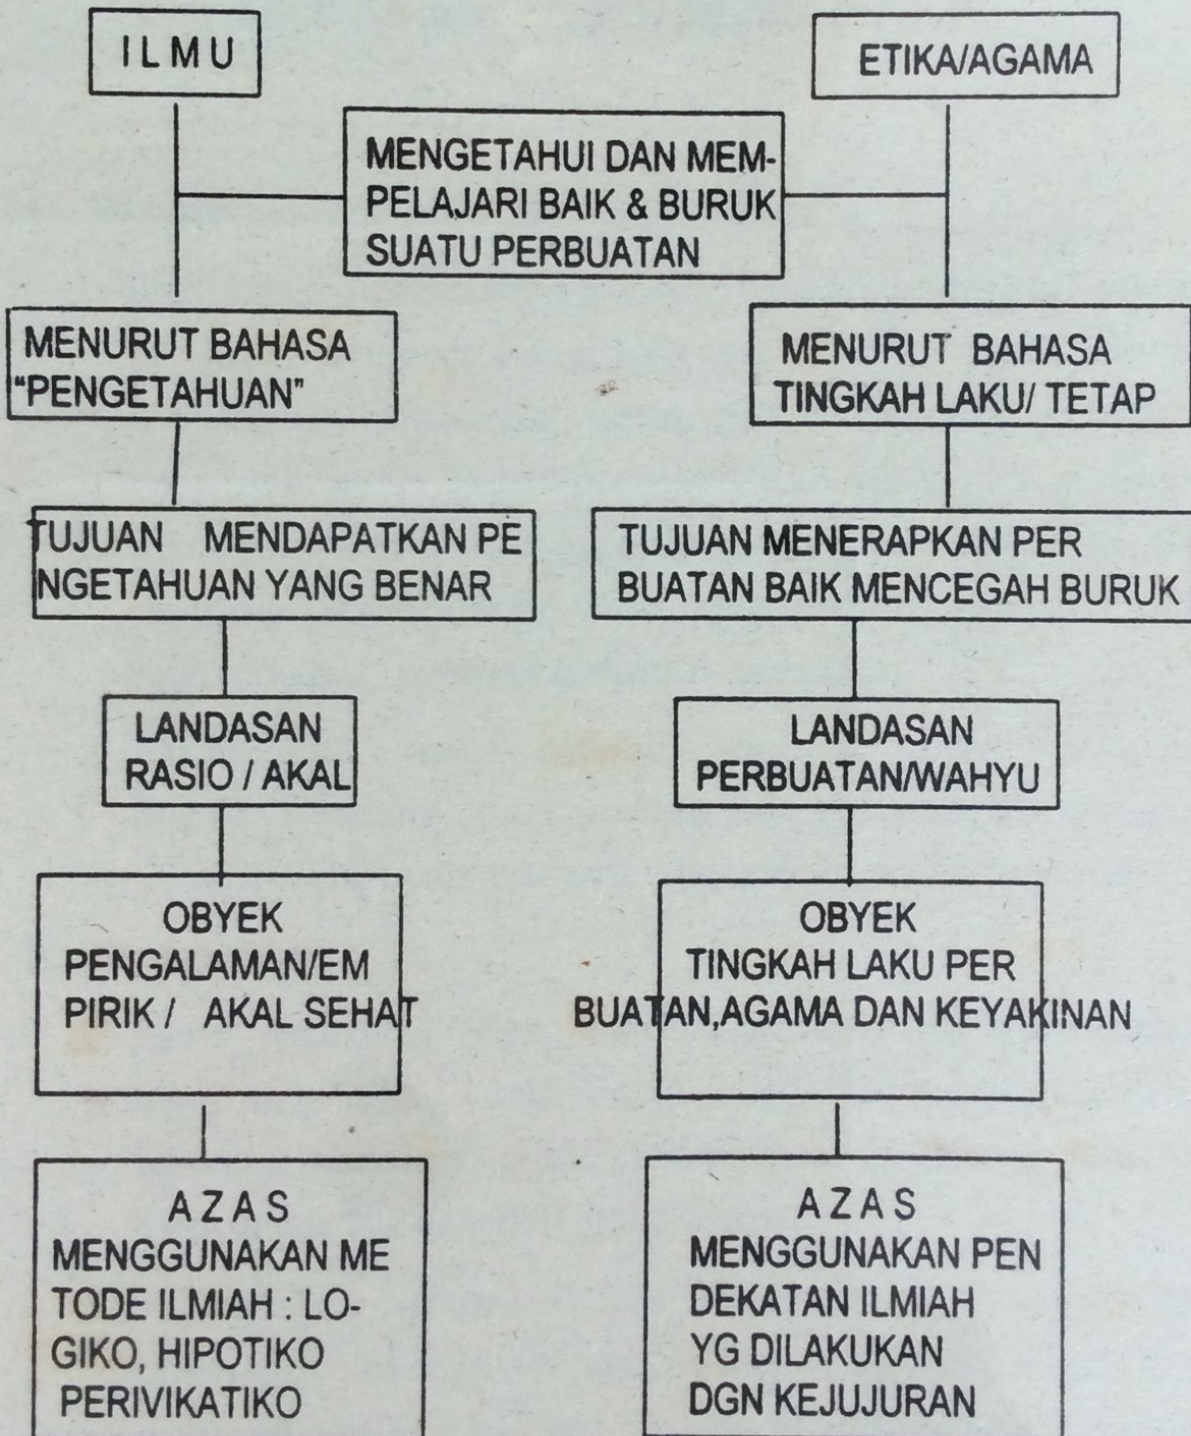 I L M U
ETIKA/AGAMA
MENGETAHUI DAN MEM-
PELAJARI BAIK & BURUK
SUATU PERBUATAN
MENURUT BAHASA
"PENGETAHUAN"
MENURUT BAHASA
TINGKAH LAKU/ TETAP
TUJUAN MENDAPATKAN PE
NGETAHUAN YANG BENAR
TUJUAN MENERAPKAN PER
BUATAN BAIK MENCEGAH BURUK
LANDASAN
RASIO / AKAL
LANDASAN
PERBUATAN/WAHYU
OBYEK
PENGALAMAN/EM
PIRIK / AKAL SEHAT
OBYEK
TINGKAH LAKU PER
BUATAN,AGAMA DAN KEYAKINAN
A Z A S
MENGGUNAKAN ME
TODE ILMIAH : LO-
GIKO, HIPOTIKO
PERIVIKATIKO
A Z A S
MENGGUNAKAN PEN
DEKATAN ILMIAH
YG DILAKUKAN
DGN KEJUJURAN